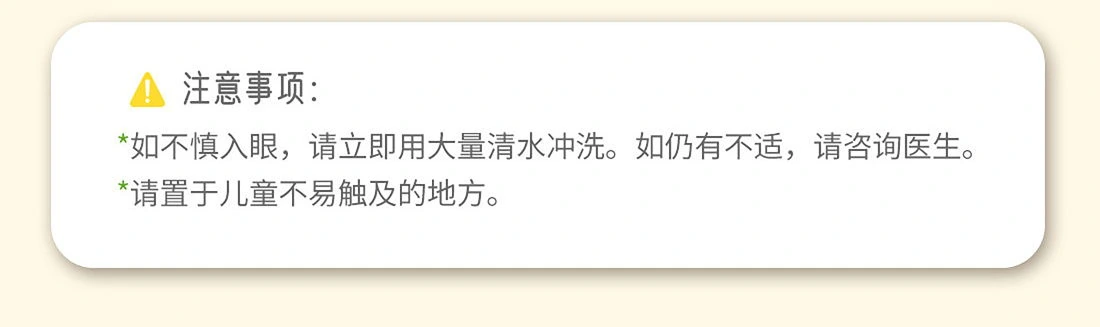 注意事项：
*如不慎入眼，请立即用大量清水冲洗。如仍有不适，请咨询医生。
*请置于儿童不易触及的地方。